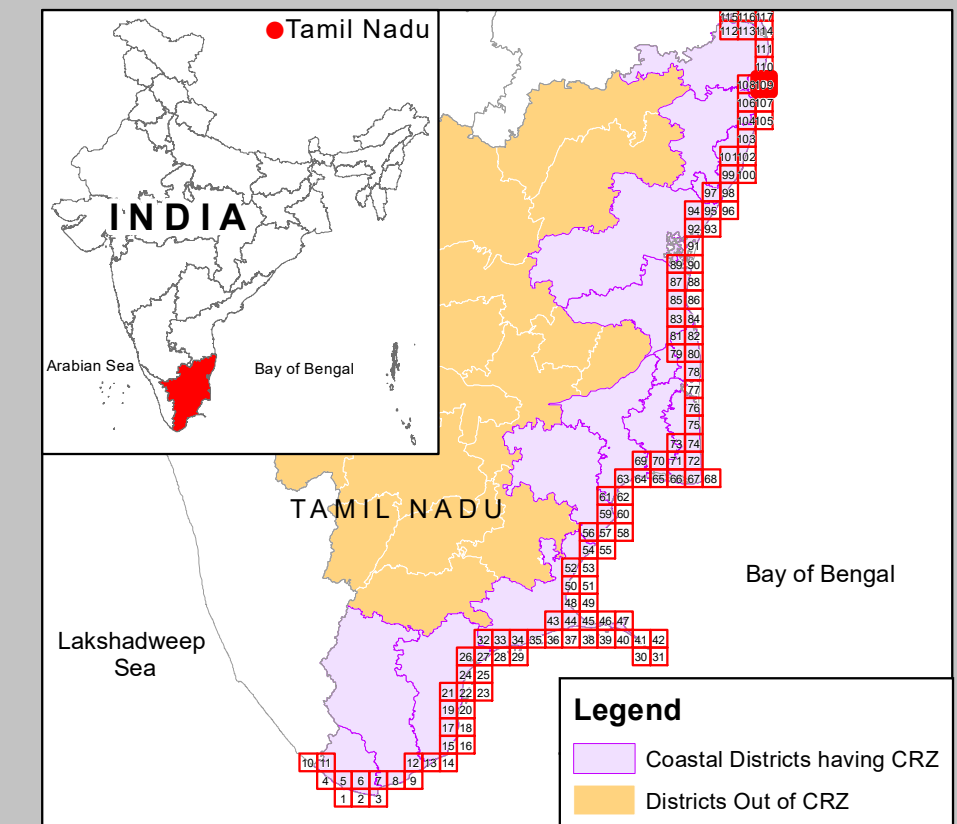 Tamil Nadu
INDIA
Arabian Sea
Bay of Bengal
115 116 117
112 113 114
111
110
108 109
106 107
104 105
103
101 102
99 100
97 98
94 95 96
92 93
91
89 90
87 88
85 86
83 84
81 82
79 80
78
77
76
75
73 74
69 70 71 72
63 64 65 66 67 68
61 62
TAMIL NADU
59 60
56 57 58
54 55
52 53
Bay of Bengal
50 51
48 49
43 44 45 46 47
Lakshadweep
Sea
32 33 34 35 36 37 38 39 40 41 42
26 27 28 29 30 31
24 25
21 22 23
19 20
17 18
15 16
10 11 12 13 14
4 5 6 7 8 9
1 2 3
Legend
Coastal Districts having CRZ
Districts Out of CRZ